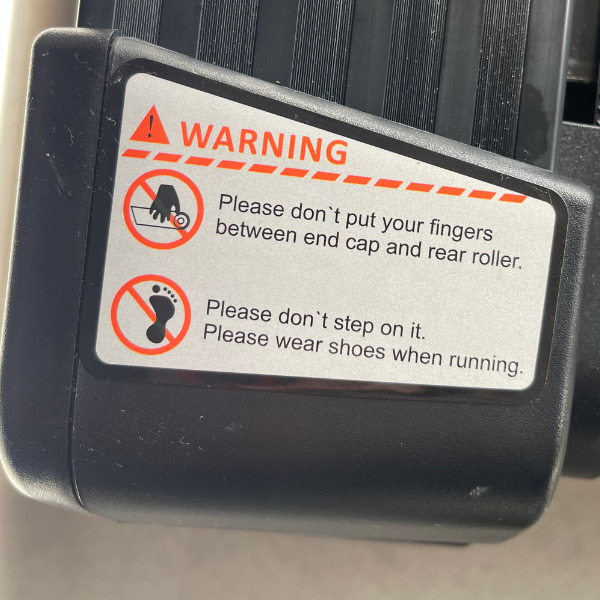 WARNING
Please don`t put your fingers
between end cap and rear roller.
Please don`t step on it.
Please wear shoes when running.